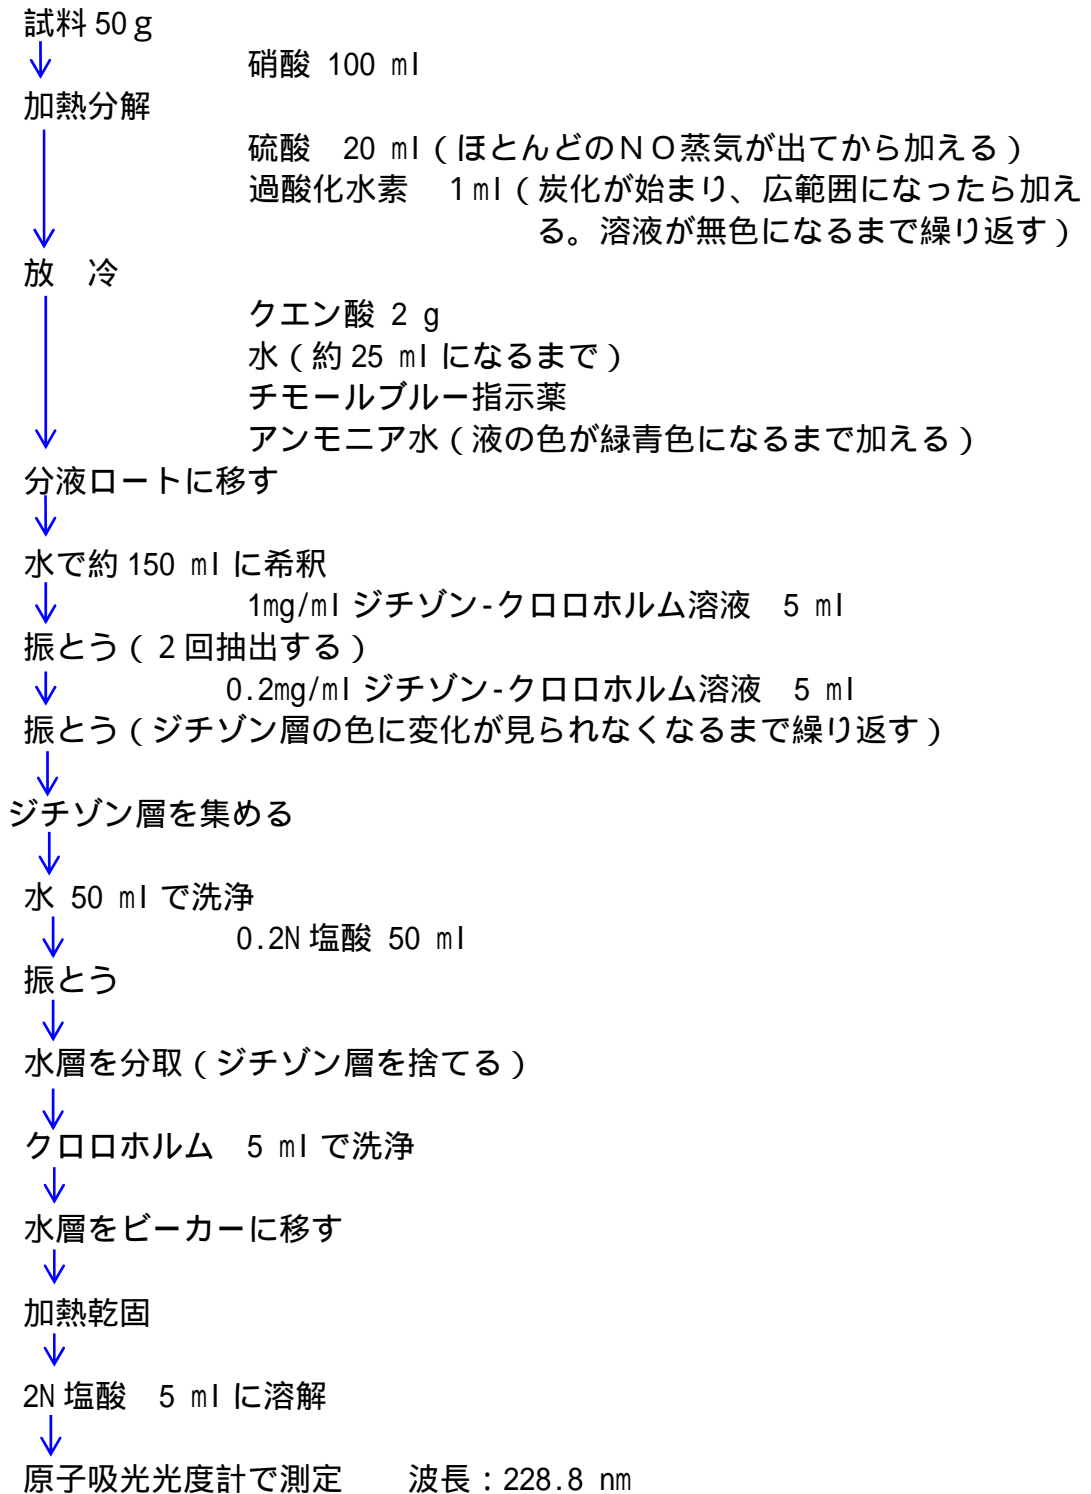 試料 50ｇ
硝酸 100 ml
加熱分解
硫酸　20 ml（ほとんどのＮＯ蒸気が出てから加える）
過酸化水素　1ml（炭化が始まり、広範囲になったら加え
る。溶液が無色になるまで繰り返す）
放　冷
クエン酸 2 g
水（約 25 ml になるまで）
チモールブルー指示薬
アンモニア水（液の色が緑青色になるまで加える）
分液ロートに移す
水で約 150 ml に希釈
1mg/ml ジチゾン-クロロホルム溶液　5 ml
振とう（２回抽出する）
0.2mg/ml ジチゾン-クロロホルム溶液　5 ml
振とう（ジチゾン層の色に変化が見られなくなるまで繰り返す）
ジチゾン層を集める
水 50 ml で洗浄
0.2N 塩酸 50 ml
振とう
水層を分取（ジチゾン層を捨てる）
クロロホルム　5 ml で洗浄
水層をビーカーに移す
加熱乾固
2N 塩酸　5 ml に溶解
原子吸光光度計で測定　　波長：228.8 nm